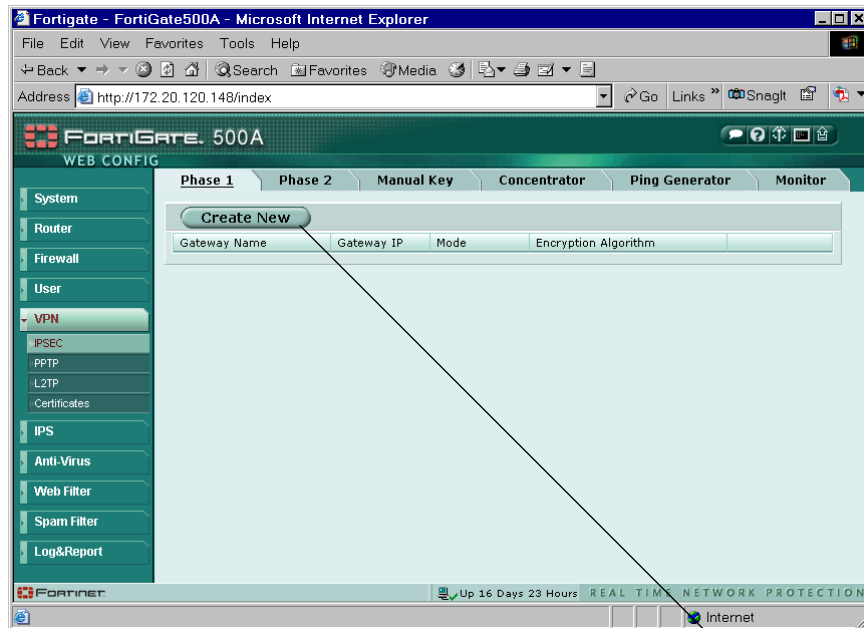 Fortigate - FortiGate500A - Microsoft Internet Explorer
File Edit View Favorites Tools Help
Back Search Favorites Media
Address http://172.20.120.148/index Go Links » SnagIt
FORTIGATE. 500A
WEB CONFIG
Phase 1 Phase 2 Manual Key Concentrator Ping Generator Monitor
System
Router
Firewall
User
VPN
IPSEC
PPTP
L2TP
Certificates
IPS
Anti-Virus
Web Filter
Spam Filter
Log&Report
Create New
Gateway Name Gateway IP Mode Encryption Algorithm
FORTINET Up 16 Days 23 Hours REAL TIME NETWORK PROTECTION
Internet